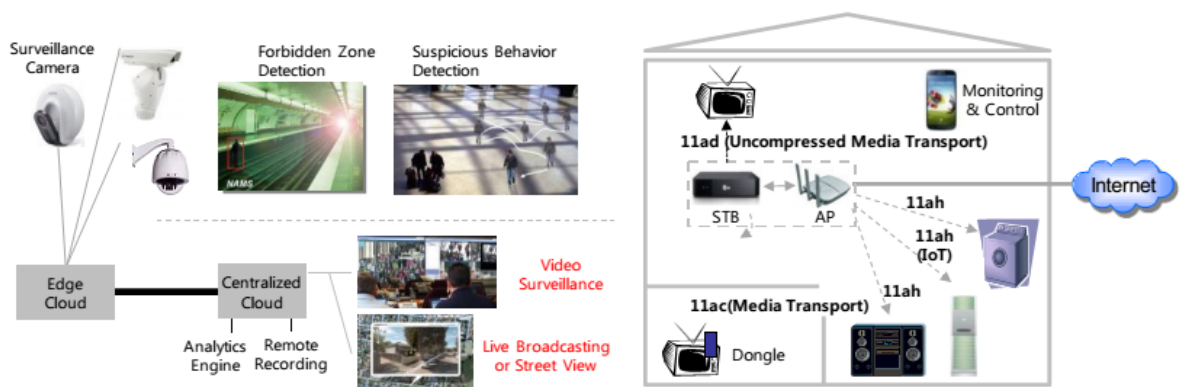 Surveillance
Camera
Forbidden Zone
Detection
Suspicious Behavior
Detection
NAMS
Edge
Cloud
Centralized
Cloud
Analytics
Engine
Remote
Recording
Video
Surveillance
Live Broadcasting
or Street View
Monitoring
& Control
11ad (Uncompressed Media Transport)
STB
AP
Internet
11ah
11ah
(IoT)
11ah
11ac(Media Transport)
Dongle